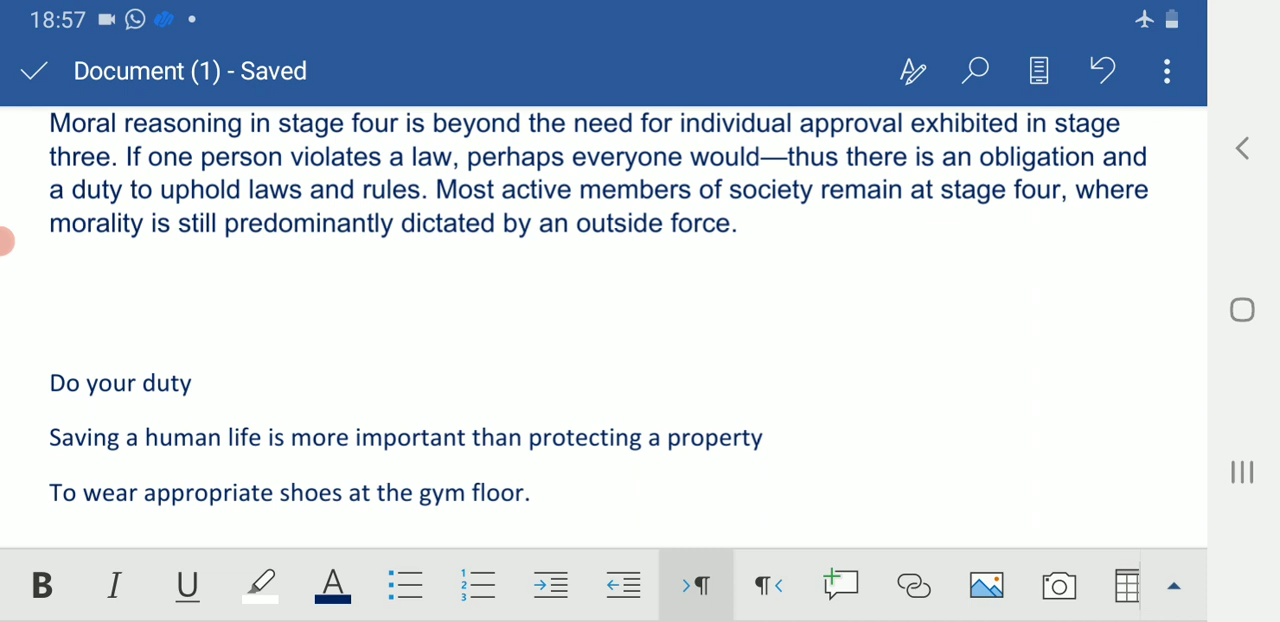 18:57
Document (1) - Saved
Moral reasoning in stage four is beyond the need for individual approval exhibited in stage
three. If one person violates a law, perhaps everyone would—thus there is an obligation and
a duty to uphold laws and rules. Most active members of society remain at stage four, where
morality is still predominantly dictated by an outside force.
Do your duty
Saving a human life is more important than protecting a property
To wear appropriate shoes at the gym floor.
B I U A